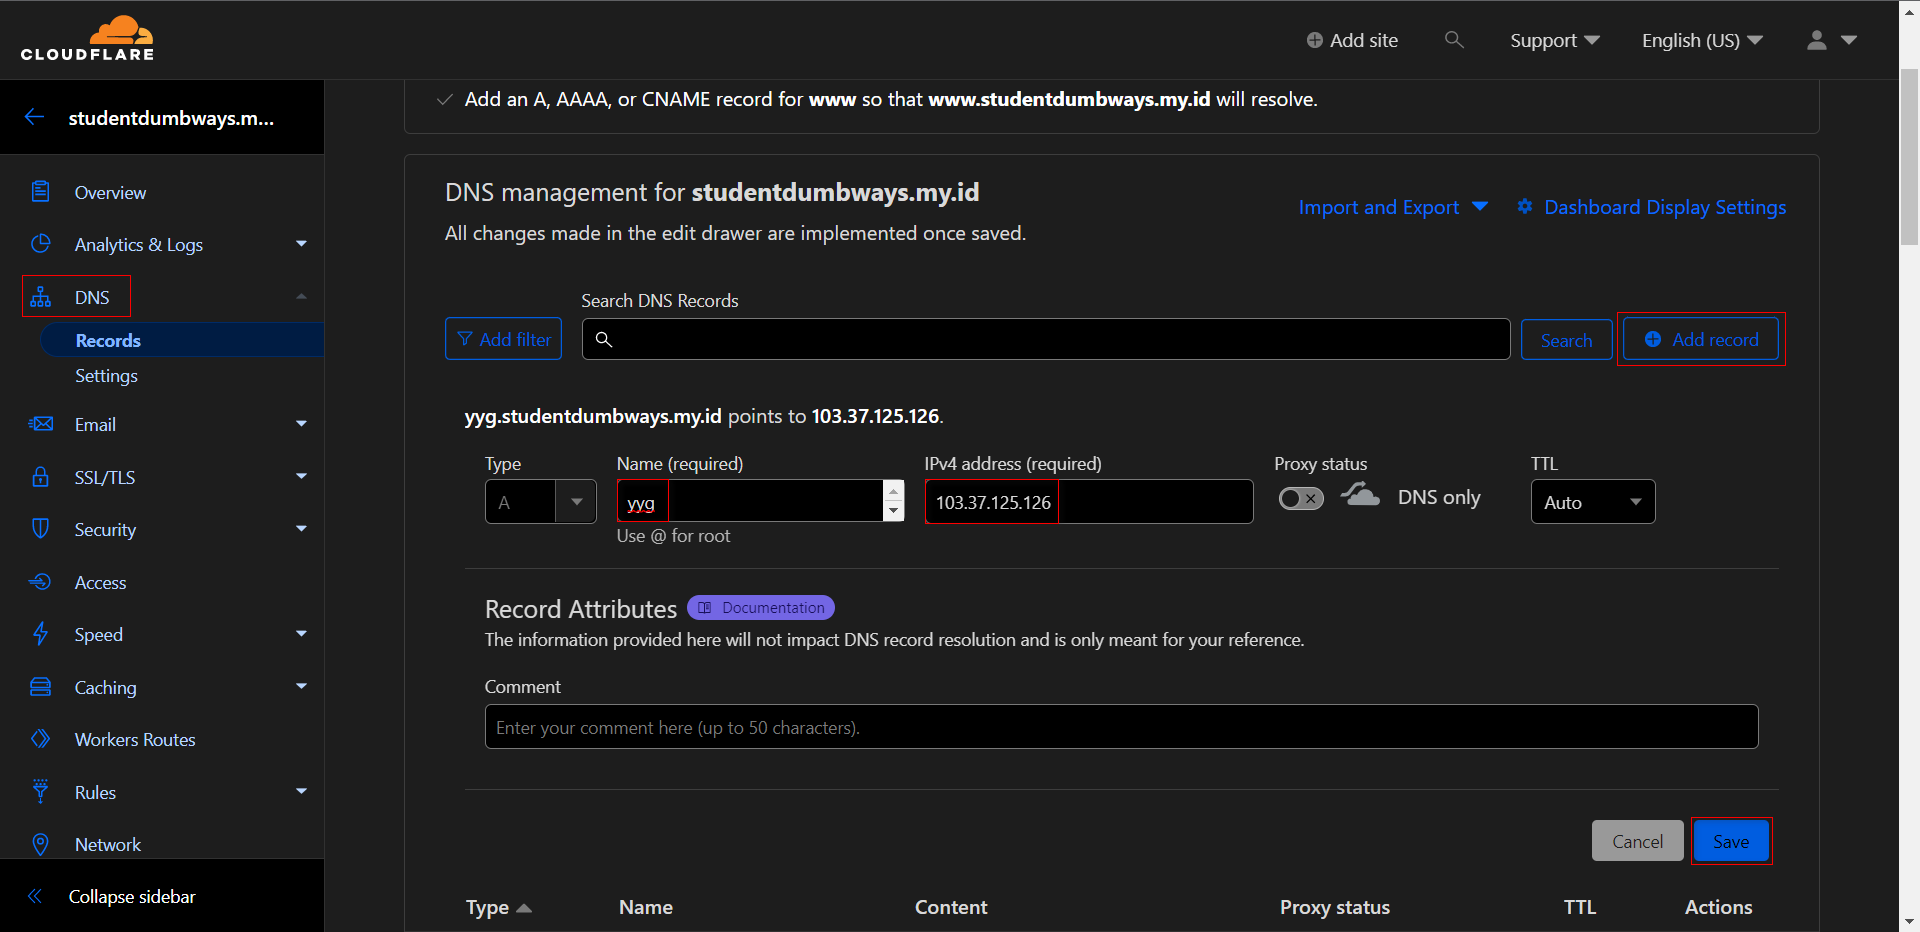 CLOUDFLARE
Add site
Support
English (US)
studentdumbways.m...
Overview
Analytics & Logs
DNS
Records
Settings
Email
SSL/TLS
Security
Access
Speed
Caching
Workers Routes
Rules
Network
Collapse sidebar
Add an A, AAAA, or CNAME record for www so that www.studentdumbways.my.id will resolve.
DNS management for studentdumbways.my.id
All changes made in the edit drawer are implemented once saved.
Import and Export
Dashboard Display Settings
Search DNS Records
Add filter
Search
Add record
yyg.studentdumbways.my.id points to 103.37.125.126.
Type
Name (required)
IPv4 address (required)
Proxy status
TTL
A
yyg
103.37.125.126
DNS only
Auto
Use @ for root
Record Attributes
Documentation
The information provided here will not impact DNS record resolution and is only meant for your reference.
Comment
Enter your comment here (up to 50 characters).
Cancel
Save
Type
Name
Content
Proxy status
TTL
Actions